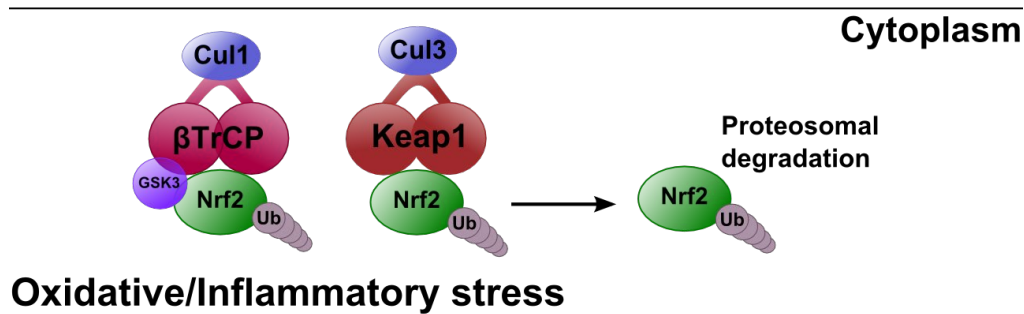 Cytoplasm
Cul1
Cul3
βTrCP
Keap1
Proteosomal
degradation
GSK3
Nrf2
Nrf2
Nrf2
Ub
Ub
Ub
Oxidative/Inflammatory stress